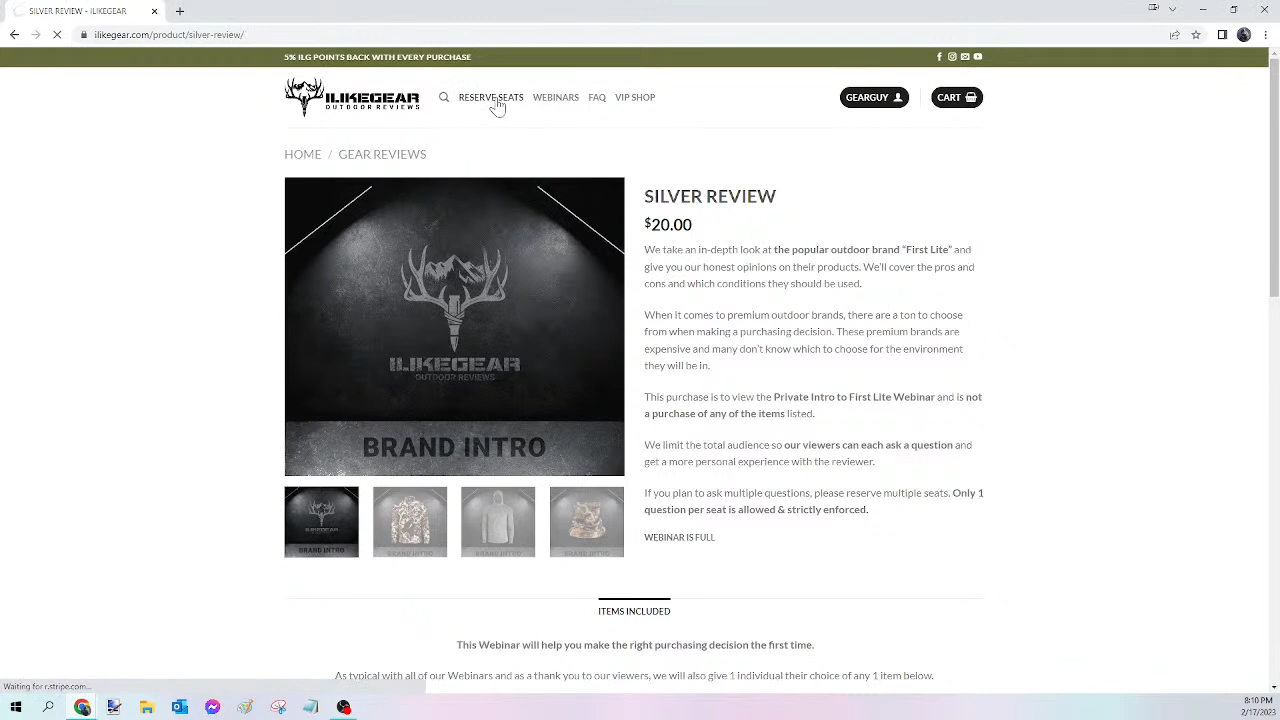 SILVER REVIEW - ILIKEGEAR
ilikegear.com/product/silver-review/
5% ILG POINTS BACK WITH EVERY PURCHASE
ILIKEGEAR
OUTDOOR REVIEWS
RESERVE SEATS
WEBINARS
FAQ
VIP SHOP
GEARGUY
CART
HOME / GEAR REVIEWS
ILIKEGEAR
OUTDOOR REVIEWS
BRAND INTRO
BRAND INTRO
BRAND INTRO
BRAND INTRO
BRAND INTRO
SILVER REVIEW
$20.00
We take an in-depth look at the popular outdoor brand “First Lite” and
give you our honest opinions on their products. We’ll cover the pros and
cons and which conditions they should be used.
When it comes to premium outdoor brands, there are a ton to choose
from when making a purchasing decision. These premium brands are
expensive and many don’t know which to choose for the environment
they will be in.
This purchase is to view the Private Intro to First Lite Webinar and is not
a purchase of any of the items listed.
We limit the total audience so our viewers can each ask a question and
get a more personal experience with the reviewer.
If you plan to ask multiple questions, please reserve multiple seats. Only 1
question per seat is allowed & strictly enforced.
WEBINAR IS FULL
ITEMS INCLUDED
This Webinar will help you make the right purchasing decision the first time.
As typical with all of our Webinars and as a thank you to our viewers, we will also give 1 individual their choice of any 1 item below.
Waiting for r.stripe.com...
8:10 PM
2/17/2023